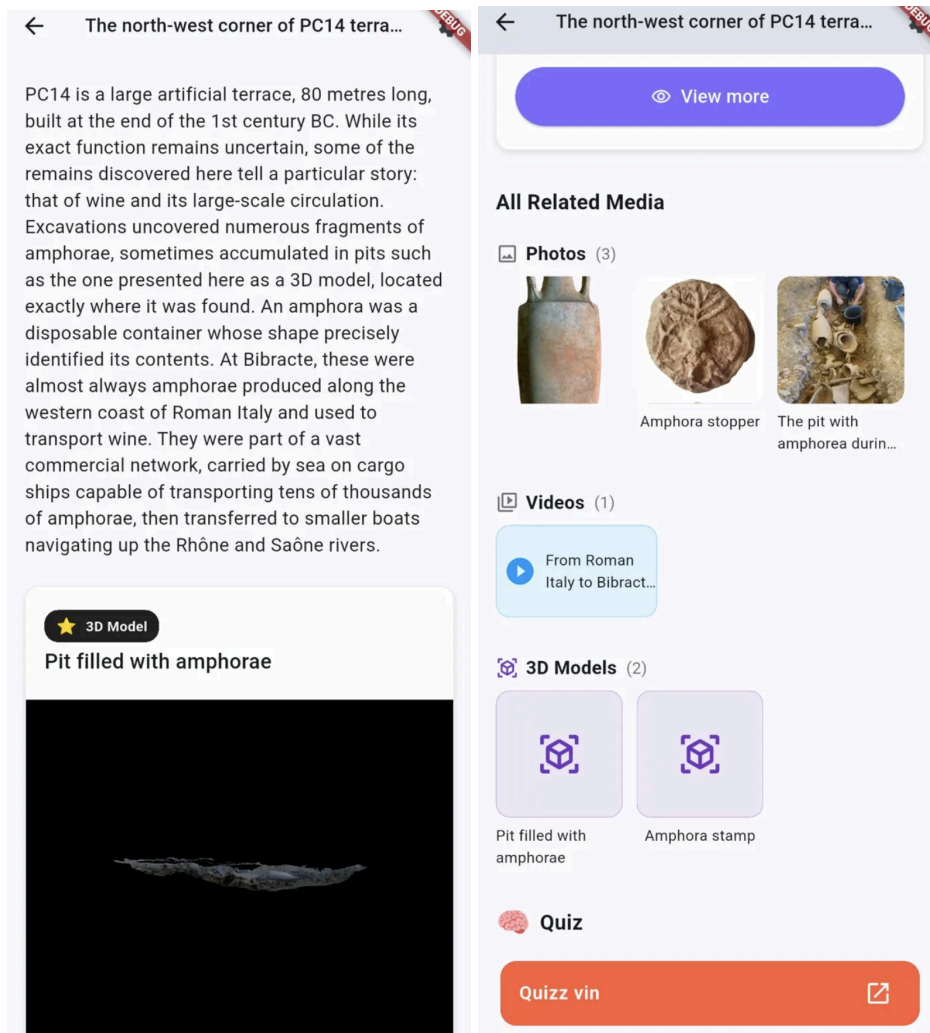 The north-west corner of PC14 terra...
DEBUG
PC14 is a large artificial terrace, 80 metres long,
built at the end of the 1st century BC. While its
exact function remains uncertain, some of the
remains discovered here tell a particular story:
that of wine and its large-scale circulation.
Excavations uncovered numerous fragments of
amphorae, sometimes accumulated in pits such
as the one presented here as a 3D model, located
exactly where it was found. An amphora was a
disposable container whose shape precisely
identified its contents. At Bibracte, these were
almost always amphorae produced along the
western coast of Roman Italy and used to
transport wine. They were part of a vast
commercial network, carried by sea on cargo
ships capable of transporting tens of thousands
of amphorae, then transferred to smaller boats
navigating up the Rhône and Saône rivers.
3D Model
Pit filled with amphorae
The north-west corner of PC14 terra...
DEBUG
View more
All Related Media
Photos (3)
Amphora stopper
The pit with
amphorea durin...
Videos (1)
From Roman
Italy to Bibract...
3D Models (2)
Pit filled with
amphorae
Amphora stamp
Quiz
Quizz vin